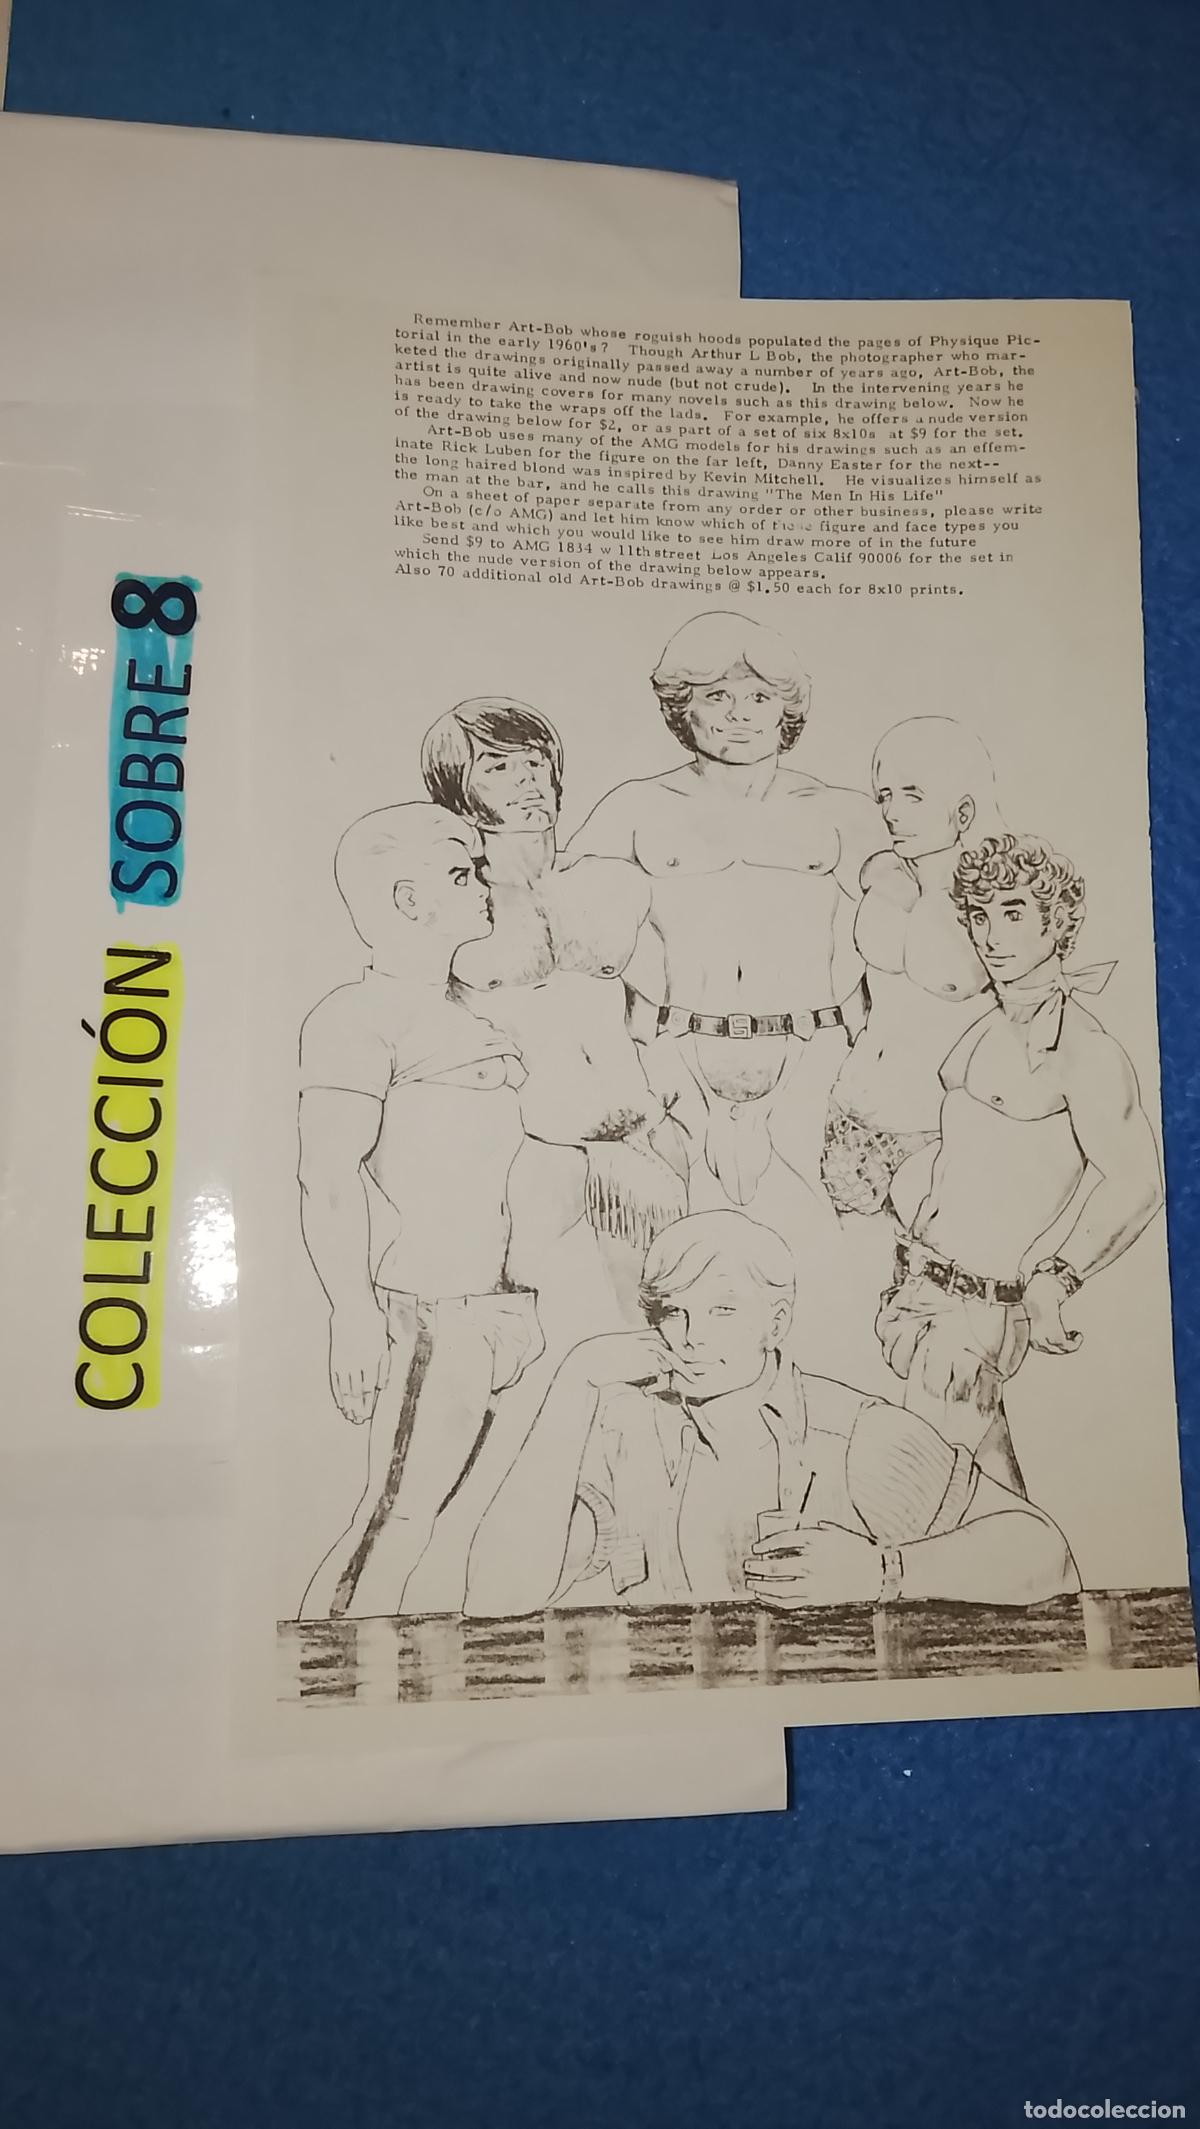 Remember Art-Bob whose roguish hoods populated the pages of Physique Pic-
torial in the early 1960's? Though Arthur L Bob, the photographer who mar-
keted the drawings originally passed away a number of years ago, Art-Bob, the
artist is quite alive and now nude (but not crude). In the intervening years he
has been drawing covers for many novels such as this drawing below. Now he
is ready to take the wraps off the lads. For example, he offers a nude version
of the drawing below for $2, or as part of a set of six 8x10s at $9 for the set.
Art-Bob uses many of the AMG models for his drawings such as an effem-
inate Rick Luben for the figure on the far left, Danny Easter for the next--
the long haired blond was inspired by Kevin Mitchell. He visualizes himself as
the man at the bar, and he calls this drawing "The Men In His Life"
On a sheet of paper separate from any order or other business, please write
Art-Bob (c/o AMG) and let him know which of these figure and face types you
like best and which you would like to see him draw more of in the future
Send $9 to AMG 1834 w 11th street Los Angeles Calif 90006 for the set in
which the nude version of the drawing below appears.
Also 70 additional old Art-Bob drawings @ $1.50 each for 8x10 prints.
COLECCIÓN SOBRE 8
todocoleccion